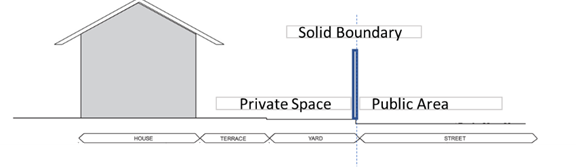 Solid Boundary
Private Space
Public Area
HOUSE
TERRACE
YARD
STREET